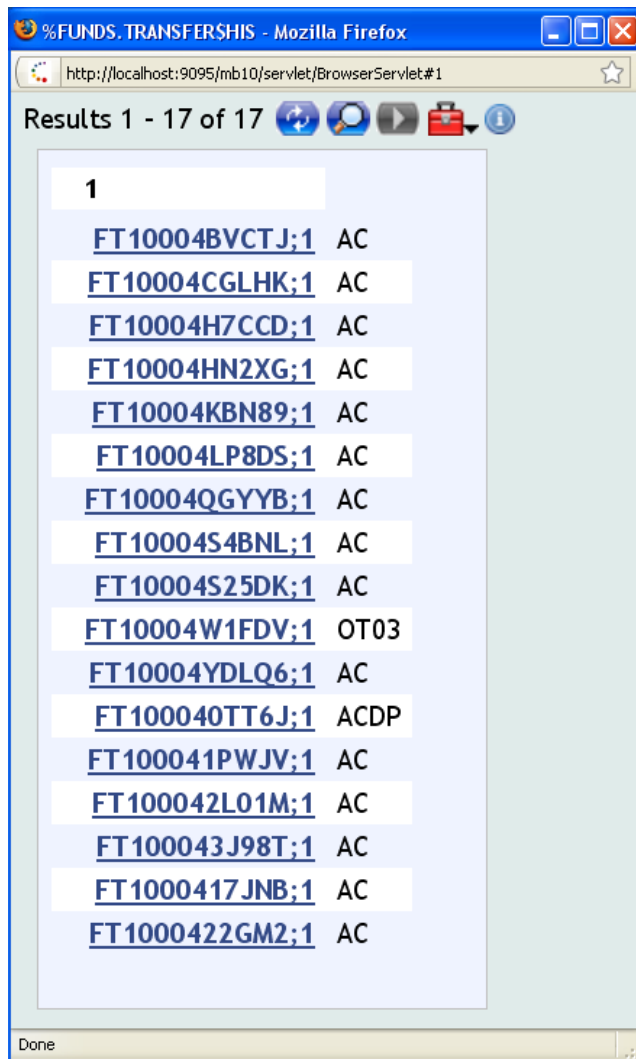 %FUNDS.TRANSFER$HIS - Mozilla Firefox
http://localhost:9095/mb10/servlet/BrowserServlet#1
Results 1 - 17 of 17
1
FT10004BVCTJ;1 AC
FT10004CGLHK;1 AC
FT10004H7CCD;1 AC
FT10004HN2XG;1 AC
FT10004KBN89;1 AC
FT10004LP8DS;1 AC
FT10004QGYYB;1 AC
FT10004S4BNL;1 AC
FT10004S25DK;1 AC
FT10004W1FDV;1 OT03
FT10004YDLQ6;1 AC
FT100040TT6J;1 ACDP
FT100041PWJV;1 AC
FT100042L01M;1 AC
FT100043J98T;1 AC
FT1000417JNB;1 AC
FT1000422GM2;1 AC
Done